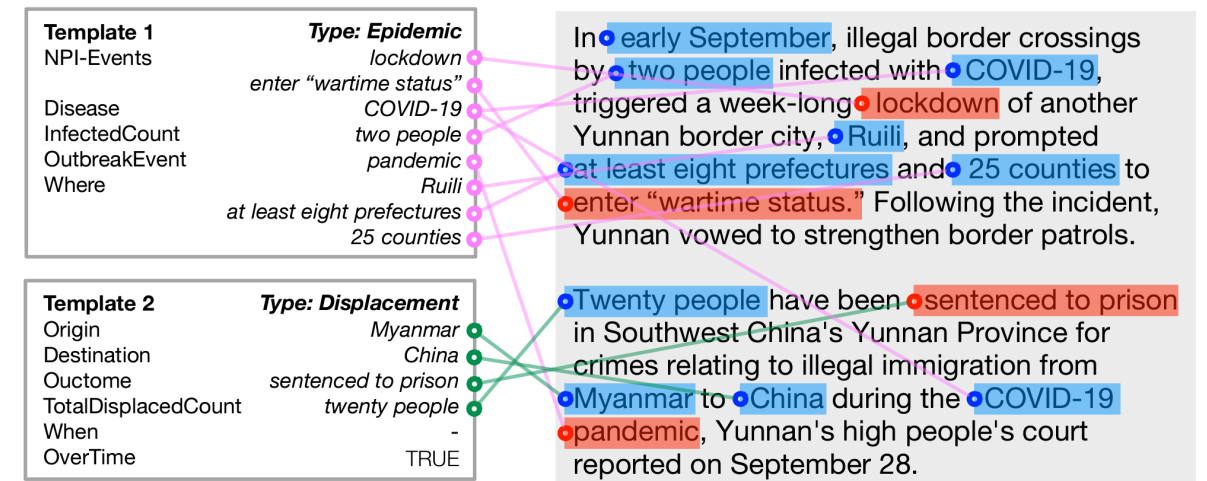 Template 1 Type: Epidemic
NPI-Events lockdown
enter “wartime status”
Disease COVID-19
InfectedCount two people
OutbreakEvent pandemic
Where Ruili
at least eight prefectures
25 counties
Template 2 Type: Displacement
Origin Myanmar
Destination China
Ouctome sentenced to prison
TotalDisplacedCount twenty people
When -
OverTime TRUE
In early September, illegal border crossings
by two people infected with COVID-19,
triggered a week-long lockdown of another
Yunnan border city, Ruili, and prompted
at least eight prefectures and 25 counties to
enter “wartime status.” Following the incident,
Yunnan vowed to strengthen border patrols.
Twenty people have been sentenced to prison
in Southwest China's Yunnan Province for
crimes relating to illegal immigration from
Myanmar to China during the COVID-19
pandemic, Yunnan's high people's court
reported on September 28.